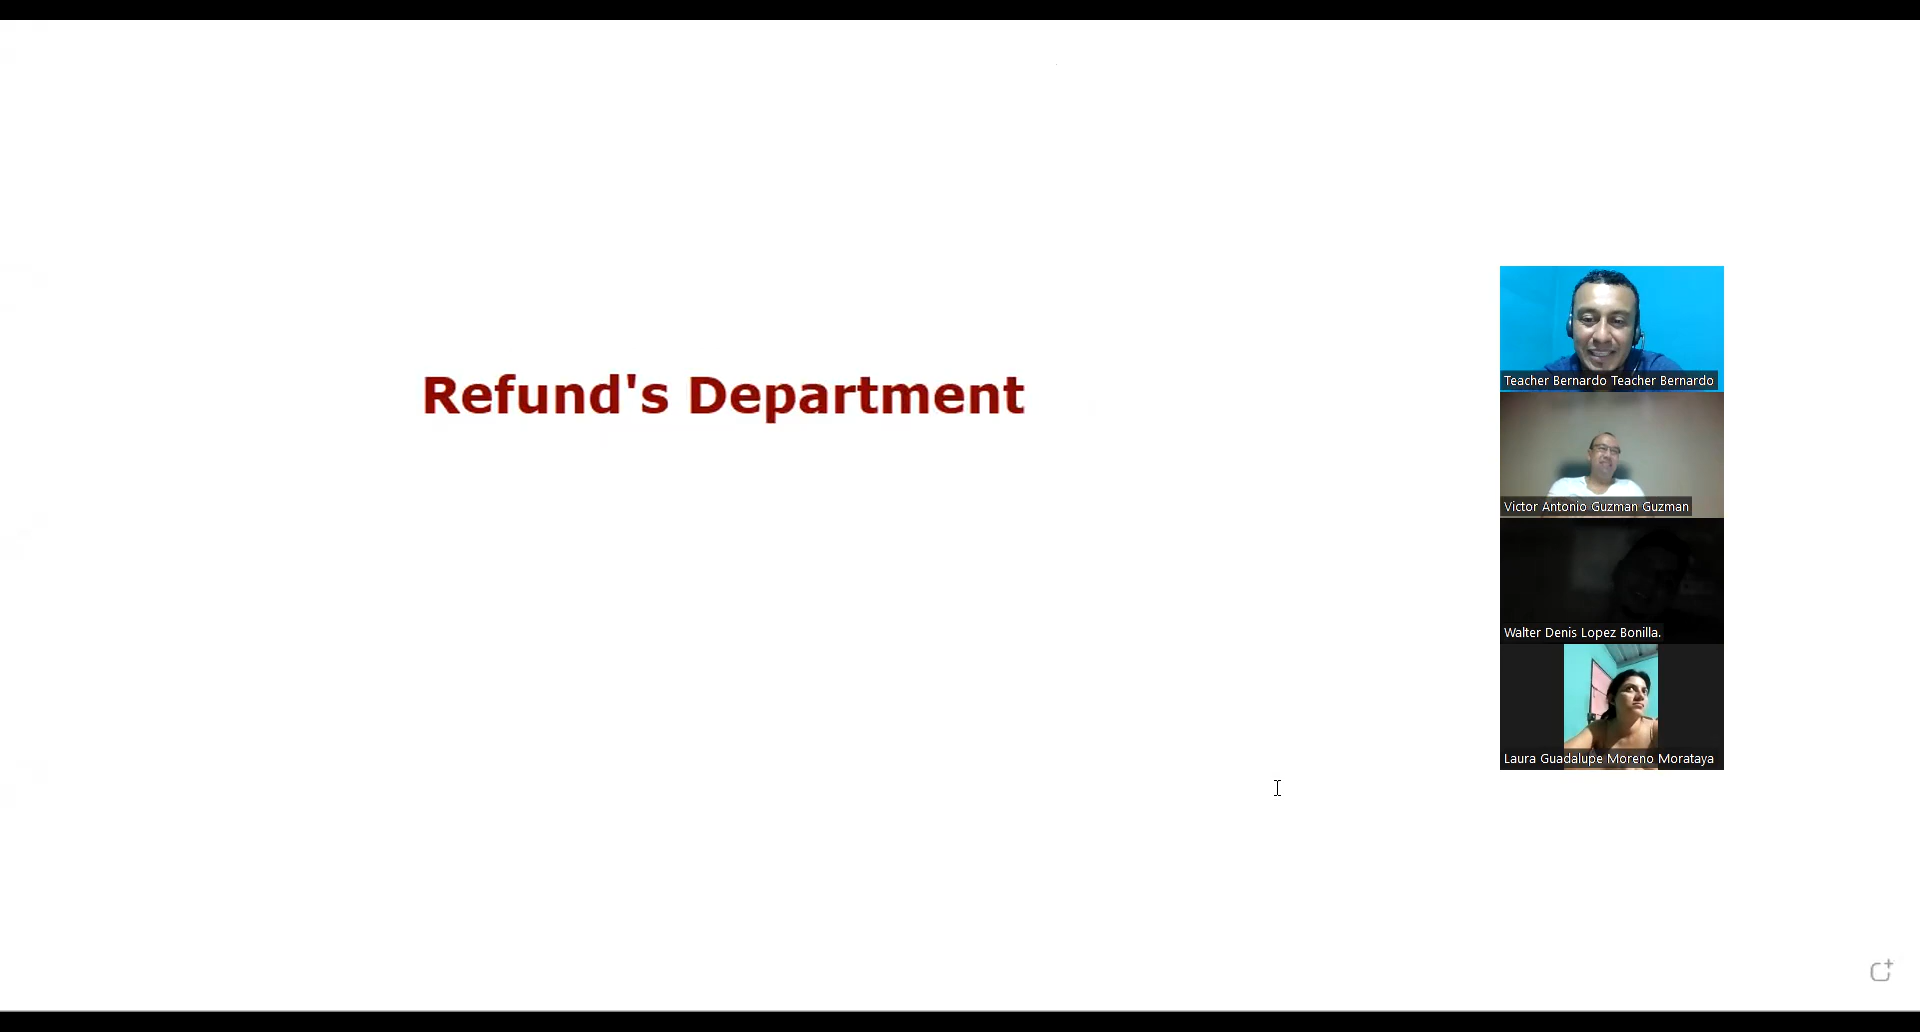 Refund's Department
Teacher Bernardo Teacher Bernardo
Victor Antonio Guzman Guzman
Walter Denis Lopez Bonilla.
Laura Guadalupe Moreno Morataya